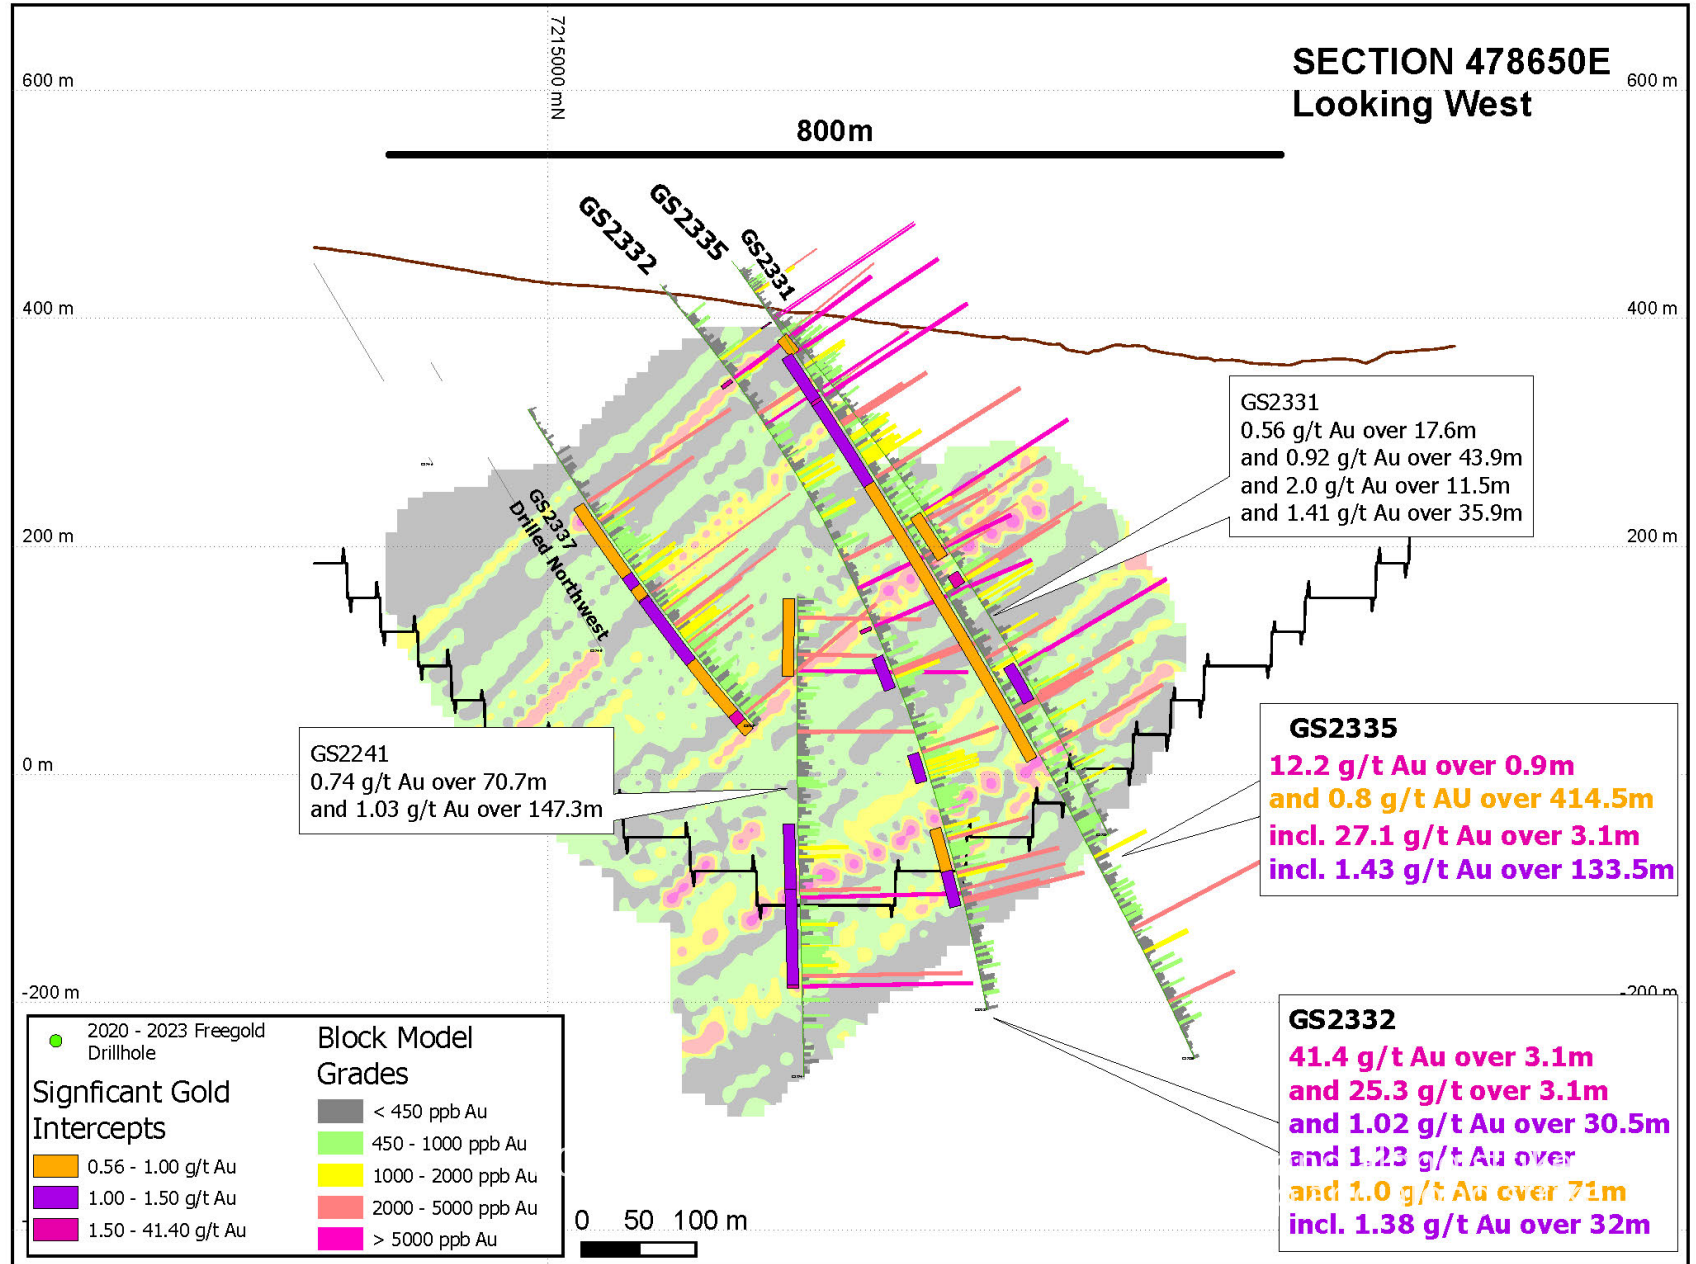 SECTION 478650E
Looking West
7215000 mN
600 m
600 m
800m
GS2332
GS2335
GS2331
400 m
400 m
GS2331
0.56 g/t Au over 17.6m
and 0.92 g/t Au over 43.9m
and 2.0 g/t Au over 11.5m
and 1.41 g/t Au over 35.9m
200 m
200 m
GS2337
Drilled Northwest
GS2241
0.74 g/t Au over 70.7m
and 1.03 g/t Au over 147.3m
0 m
GS2335
12.2 g/t Au over 0.9m
and 0.8 g/t AU over 414.5m
incl. 27.1 g/t Au over 3.1m
incl. 1.43 g/t Au over 133.5m
-200 m
-200 m
GS2332
41.4 g/t Au over 3.1m
and 25.3 g/t over 3.1m
and 1.02 g/t Au over 30.5m
and 1.23 g/t Au over
and 1.0 g/t Au over 71m
incl. 1.38 g/t Au over 32m
2020 - 2023 Freegold
Drillhole
Signficant Gold
Intercepts
0.56 - 1.00 g/t Au
1.00 - 1.50 g/t Au
1.50 - 41.40 g/t Au
Block Model
Grades
< 450 ppb Au
450 - 1000 ppb Au
1000 - 2000 ppb Au
2000 - 5000 ppb Au
> 5000 ppb Au
0 50 100 m